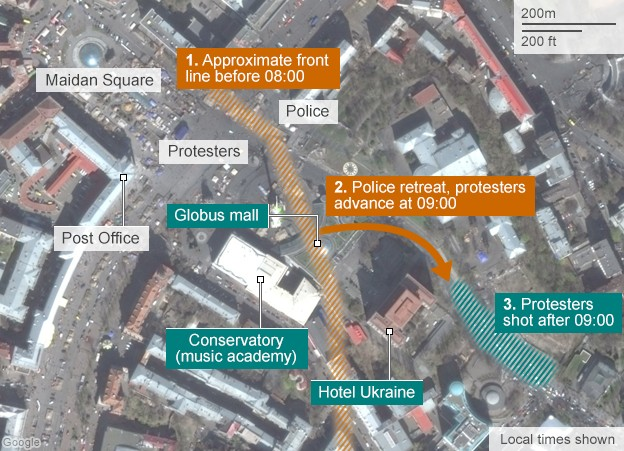 200m
200 ft
1. Approximate front
line before 08:00
Maidan Square
Police
Protesters
2. Police retreat, protesters
advance at 09:00
Globus mall
Post Office
3. Protesters
shot after 09:00
Conservatory
(music academy)
Hotel Ukraine
Google
Local times shown